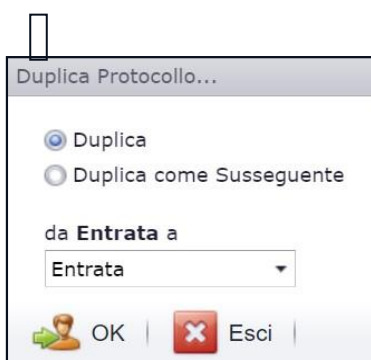 Duplica Protocollo...
Duplica
Duplica come Susseguente
da Entrata a
Entrata
OK Esci